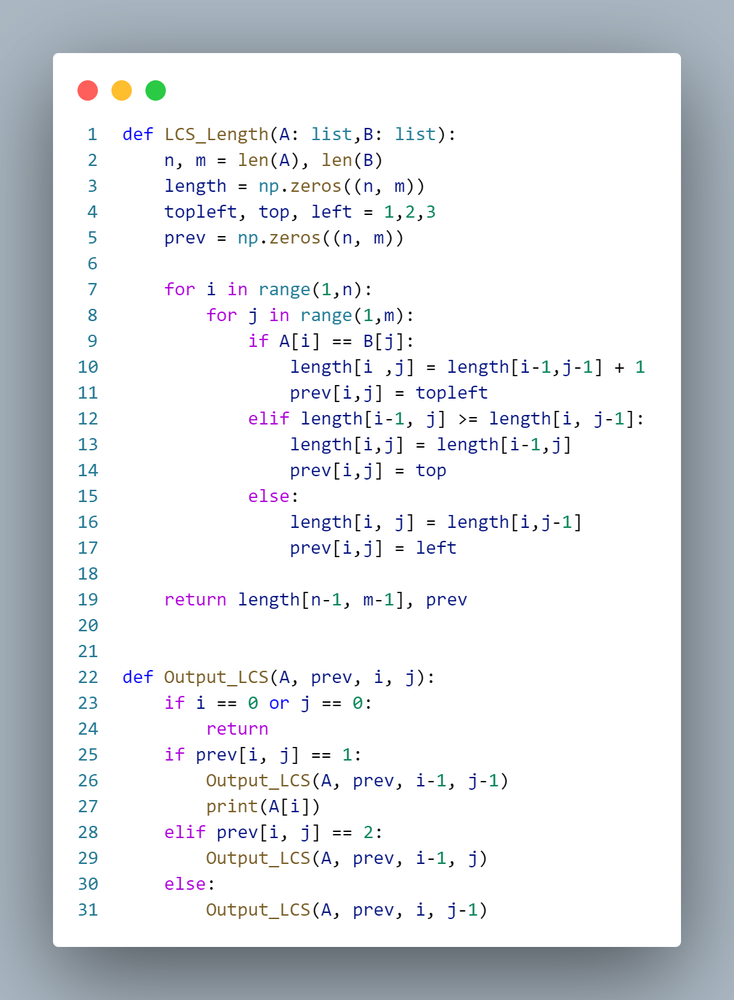 1 def LCS_Length(A: list,B: list):
2     n, m = len(A), len(B)
3     length = np.zeros((n, m))
4     topleft, top, left = 1,2,3
5     prev = np.zeros((n, m))
6
7     for i in range(1,n):
8         for j in range(1,m):
9             if A[i] == B[j]:
10                 length[i ,j] = length[i-1,j-1] + 1
11                 prev[i,j] = topleft
12             elif length[i-1, j] >= length[i, j-1]:
13                 length[i,j] = length[i-1,j]
14                 prev[i,j] = top
15             else:
16                 length[i, j] = length[i,j-1]
17                 prev[i,j] = left
18
19     return length[n-1, m-1], prev
20
21
22 def Output_LCS(A, prev, i, j):
23     if i == 0 or j == 0:
24         return
25     if prev[i, j] == 1:
26         Output_LCS(A, prev, i-1, j-1)
27         print(A[i])
28     elif prev[i, j] == 2:
29         Output_LCS(A, prev, i-1, j)
30     else:
31         Output_LCS(A, prev, i, j-1)